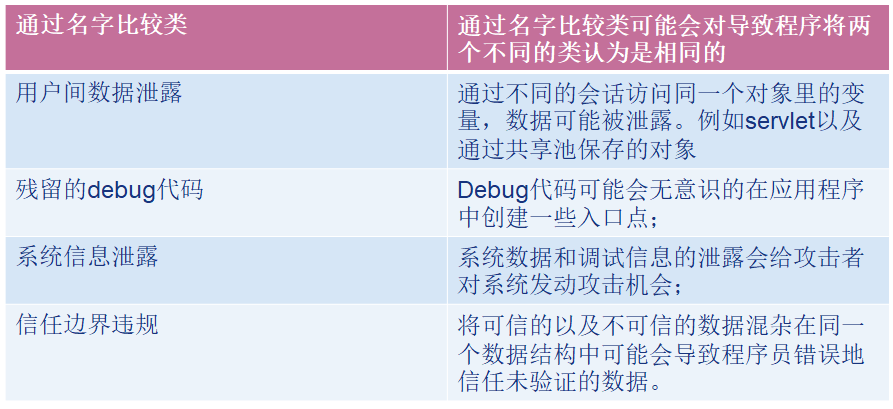 通过名字比较类
通过名字比较类可能会对导致程序将两
个不同的类认为是相同的
用户间数据泄露
通过不同的会话访问同一个对象里的变
量，数据可能被泄露。例如servlet以及
通过共享池保存的对象
残留的debug代码
Debug代码可能会无意识的在应用程序
中创建一些入口点；
系统信息泄露
系统数据和调试信息的泄露会给攻击者
对系统发动攻击机会；
信任边界违规
将可信的以及不可信的数据混杂在同一
个数据结构中可能会导致程序员错误地
信任未验证的数据。